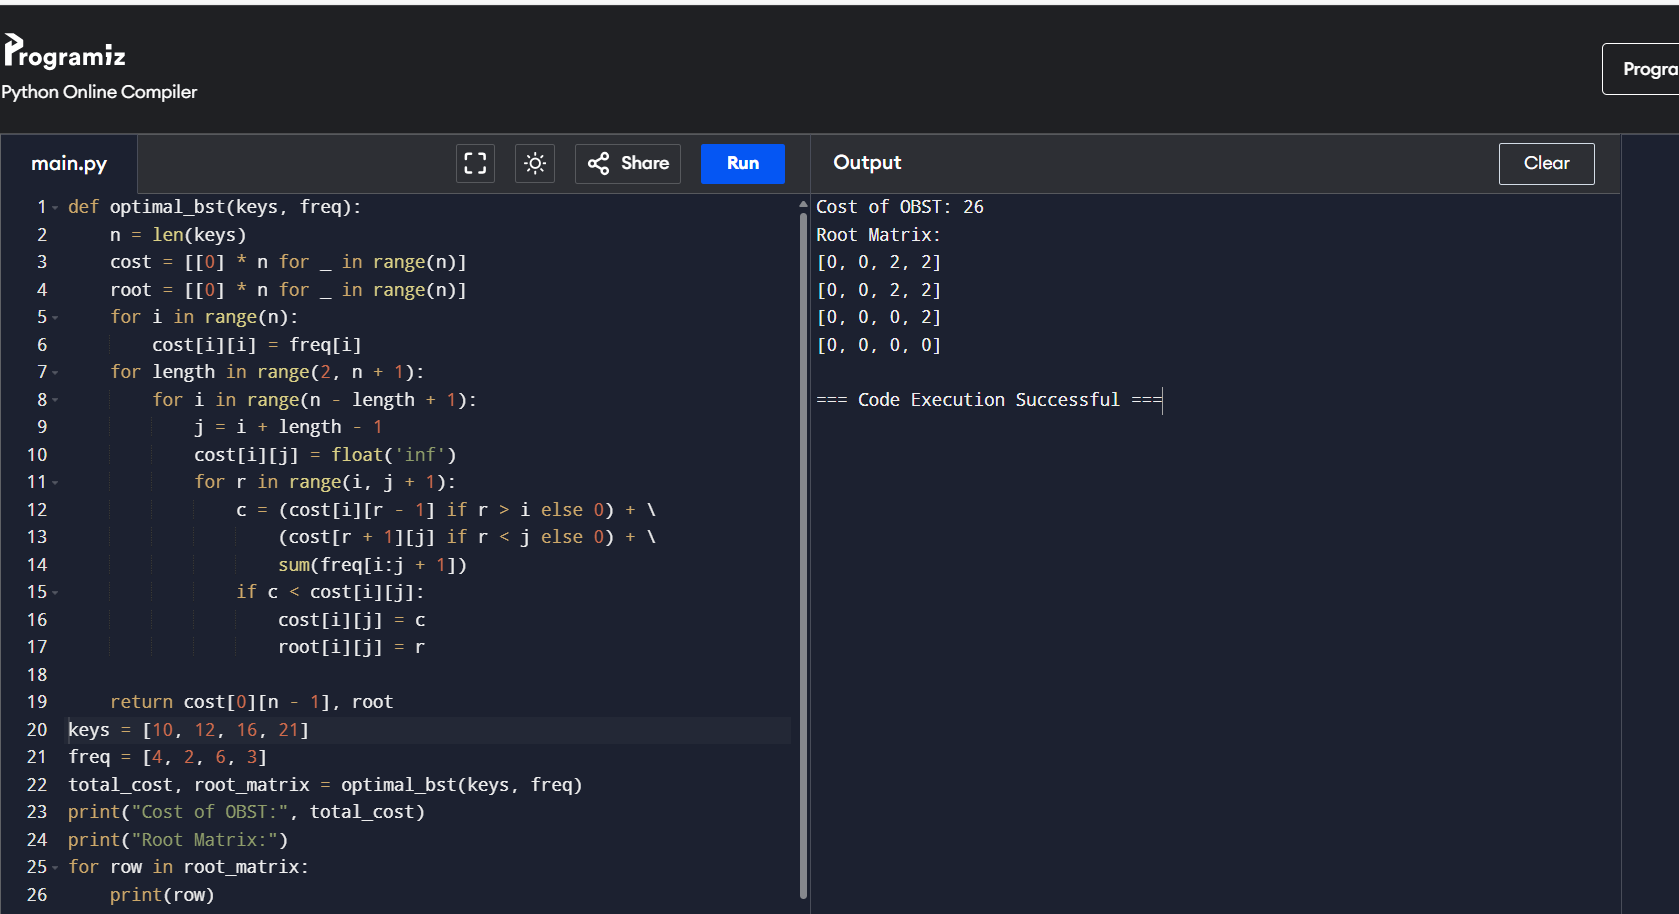 Programiz
Python Online Compiler
Progra
main.py
Share
Run
Output
Clear
1 def optimal_bst(keys, freq):
2     n = len(keys)
3     cost = [[0] * n for _ in range(n)]
4     root = [[0] * n for _ in range(n)]
5     for i in range(n):
6         cost[i][i] = freq[i]
7     for length in range(2, n + 1):
8         for i in range(n - length + 1):
9             j = i + length - 1
10             cost[i][j] = float('inf')
11             for r in range(i, j + 1):
12                 c = (cost[i][r - 1] if r > i else 0) + \
13                     (cost[r + 1][j] if r < j else 0) + \
14                     sum(freq[i:j + 1])
15                 if c < cost[i][j]:
16                     cost[i][j] = c
17                     root[i][j] = r
18
19     return cost[0][n - 1], root
20 keys = [10, 12, 16, 21]
21 freq = [4, 2, 6, 3]
22 total_cost, root_matrix = optimal_bst(keys, freq)
23 print("Cost of OBST:", total_cost)
24 print("Root Matrix:")
25 for row in root_matrix:
26     print(row)
Cost of OBST: 26
Root Matrix:
[0, 0, 2, 2]
[0, 0, 2, 2]
[0, 0, 0, 2]
[0, 0, 0, 0]
=== Code Execution Successful ===